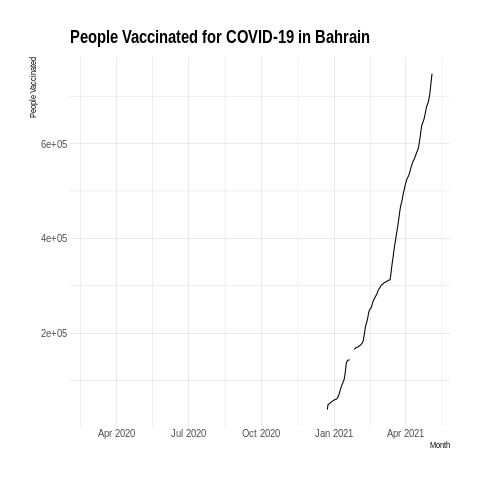 People Vaccinated for COVID-19 in Bahrain
People Vaccinated
6e+05
4e+05
2e+05
Apr 2020 Jul 2020 Oct 2020 Jan 2021 Apr 2021
Month